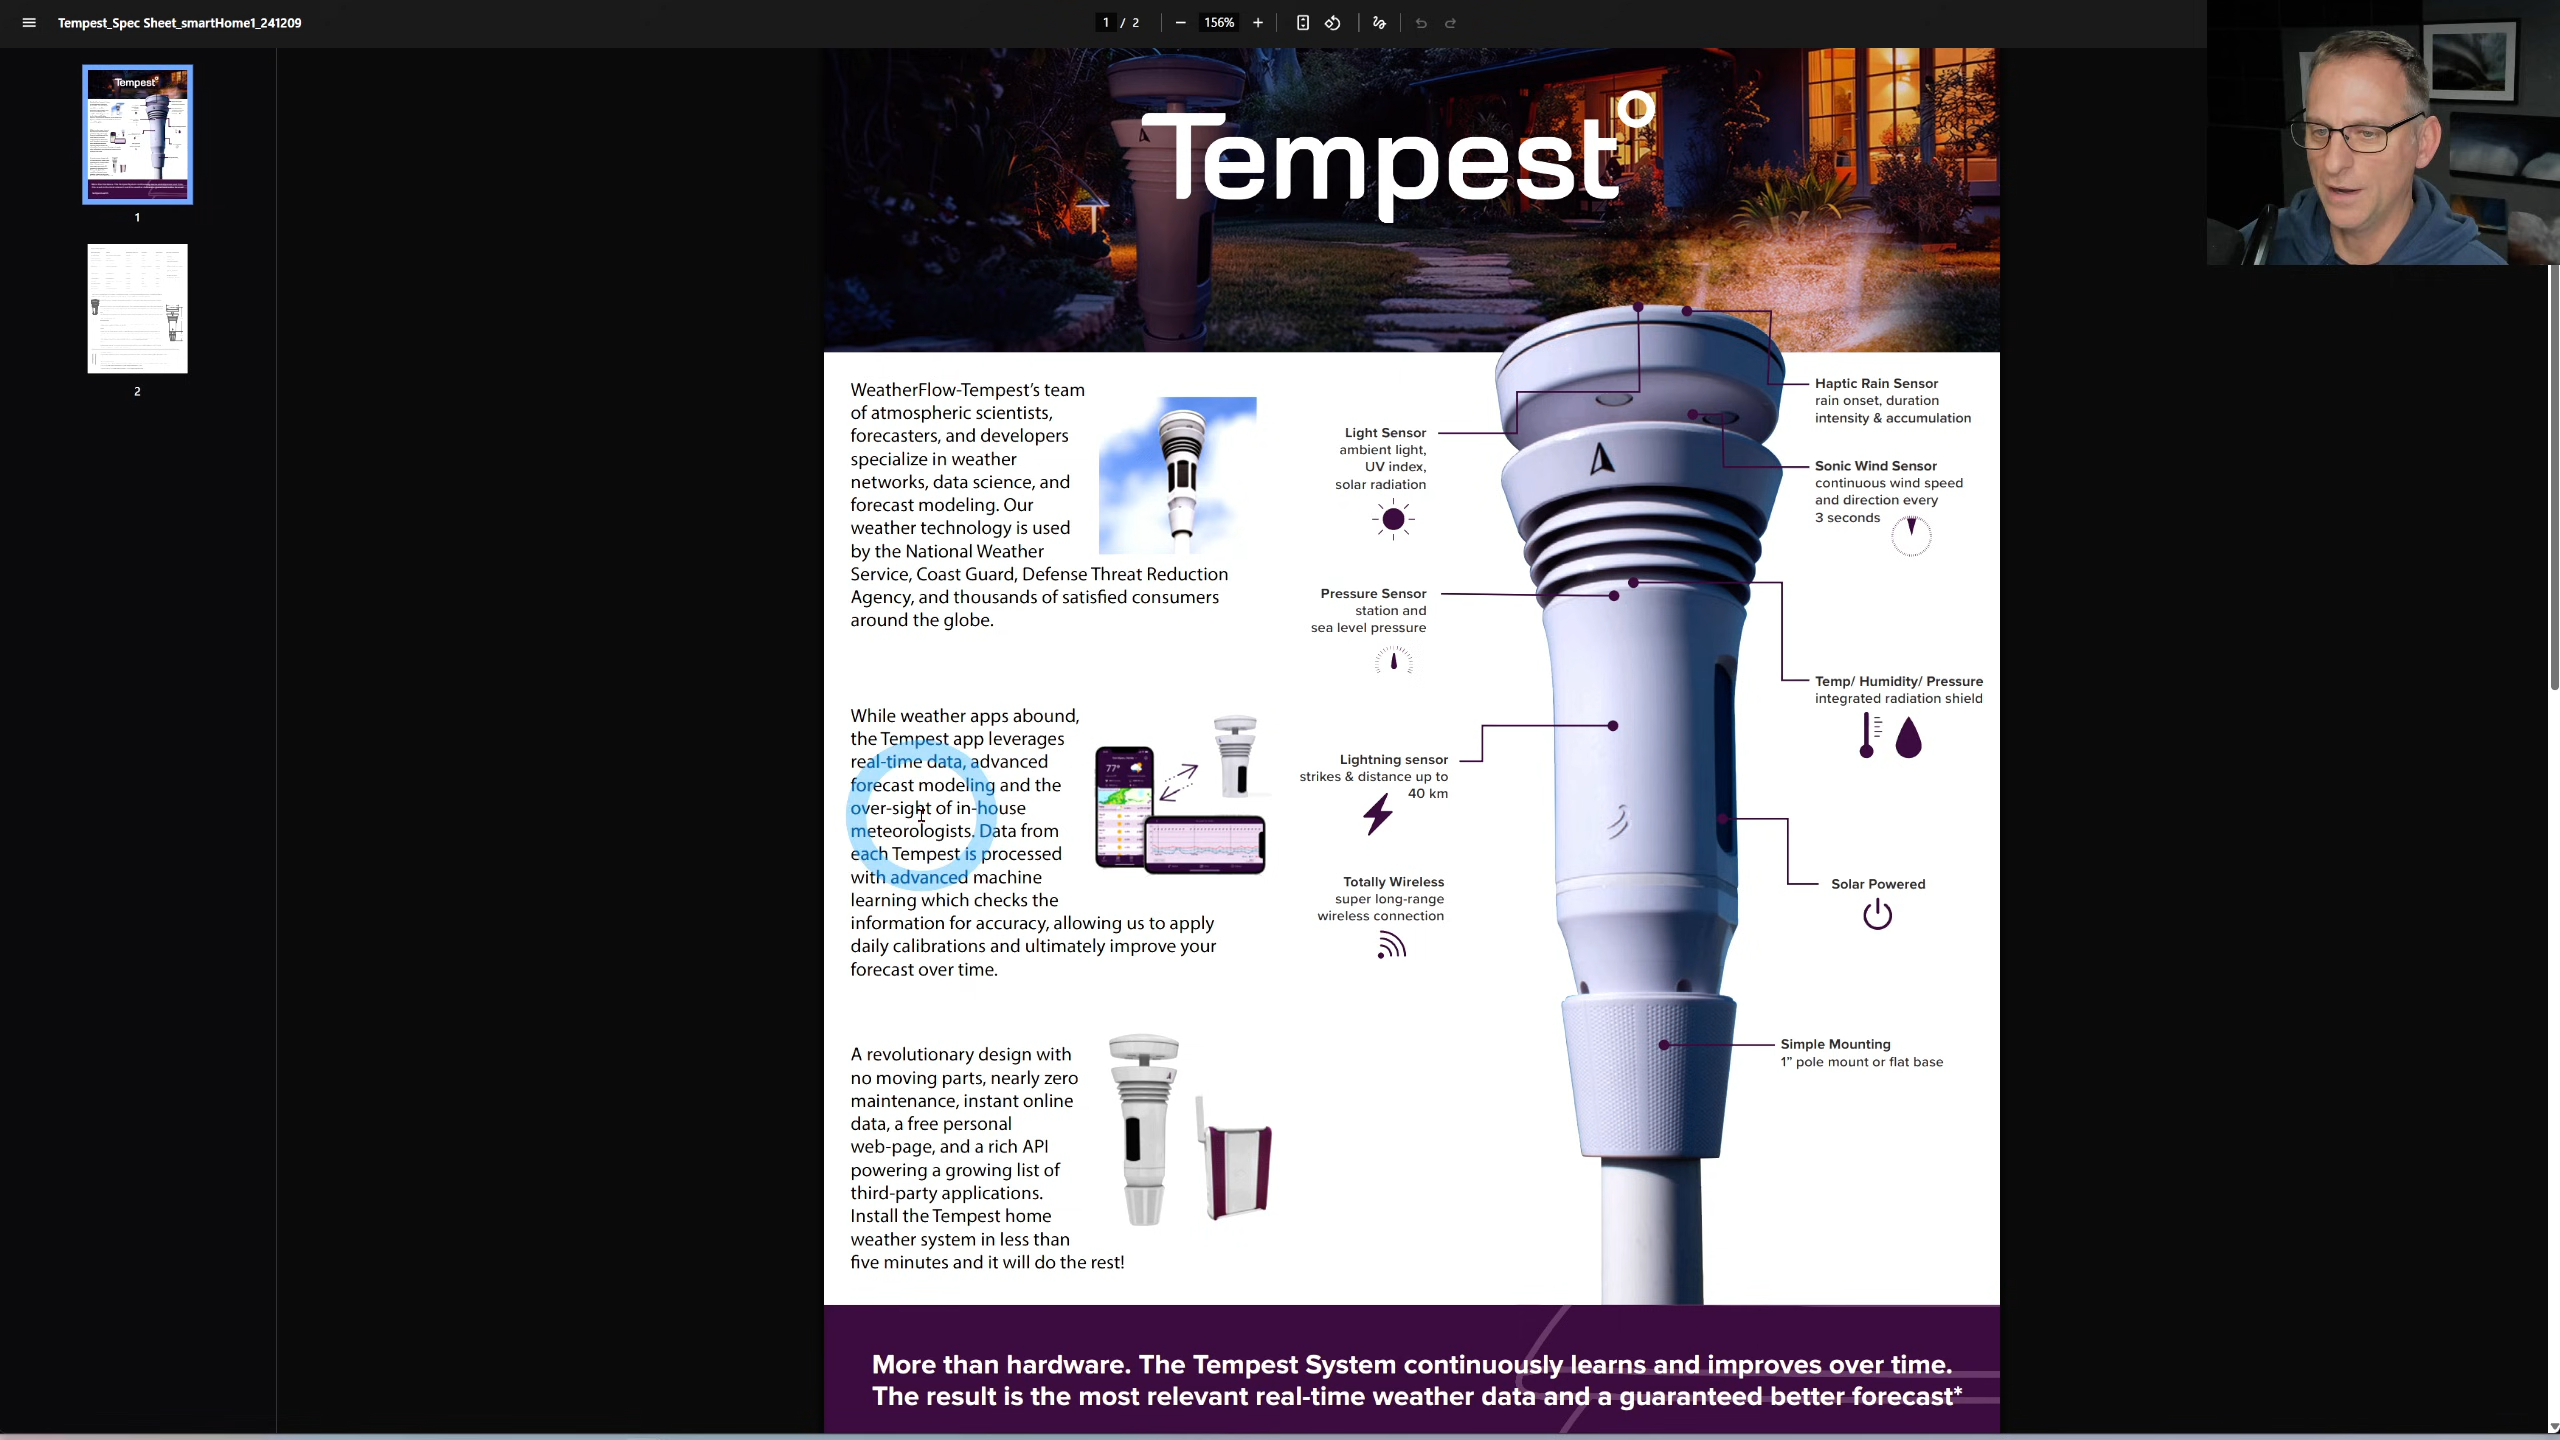 Tempest_Spec Sheet_smartHome1_241209
1 / 2
156%
1
2
Tempest°
WeatherFlow-Tempest's team
of atmospheric scientists,
forecasters, and developers
specialize in weather
networks, data science, and
forecast modeling. Our
weather technology is used
by the National Weather
Service, Coast Guard, Defense Threat Reduction
Agency, and thousands of satisfied consumers
around the globe.
While weather apps abound,
the Tempest app leverages
real-time data, advanced
forecast modeling and the
over-sight of in-house
meteorologists. Data from
each Tempest is processed
with advanced machine
learning which checks the
information for accuracy, allowing us to apply
daily calibrations and ultimately improve your
forecast over time.
A revolutionary design with
no moving parts, nearly zero
maintenance, instant online
data, a free personal
web-page, and a rich API
powering a growing list of
third-party applications.
Install the Tempest home
weather system in less than
five minutes and it will do the rest!
Light Sensor
ambient light,
UV index,
solar radiation
Pressure Sensor
station and
sea level pressure
Lightning sensor
strikes & distance up to
40 km
Totally Wireless
super long-range
wireless connection
Haptic Rain Sensor
rain onset, duration
intensity & accumulation
Sonic Wind Sensor
continuous wind speed
and direction every
3 seconds
Temp/ Humidity/ Pressure
integrated radiation shield
Solar Powered
Simple Mounting
1” pole mount or flat base
More than hardware. The Tempest System continuously learns and improves over time.
The result is the most relevant real-time weather data and a guaranteed better forecast*